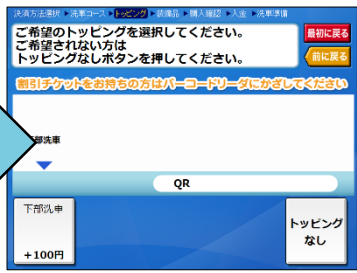 決済方法選択 ▶ 洗車コース ▶ トッピング ▶ 装備品 ▶ 購入確認 ▶ 入金 ▶ 洗車準備
ご希望のトッピングを選択してください。
ご希望されない方は
トッピングなしボタンを押してください。
最初に戻る
前に戻る
割引チケットをお持ちの方はバーコードリーダにかざしてください
部洗車
QR
下部洗車
+100円
トッピング
なし